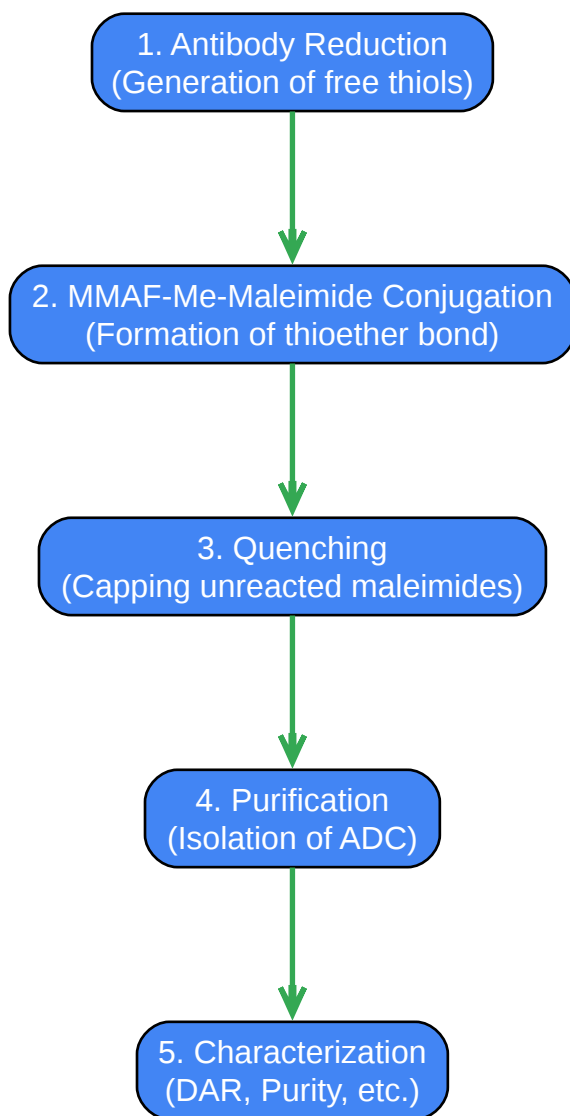 1. Antibody Reduction
(Generation of free thiols)
2. MMAF-Me-Maleimide Conjugation
(Formation of thioether bond)
3. Quenching
(Capping unreacted maleimides)
4. Purification
(Isolation of ADC)
5. Characterization
(DAR, Purity, etc.)